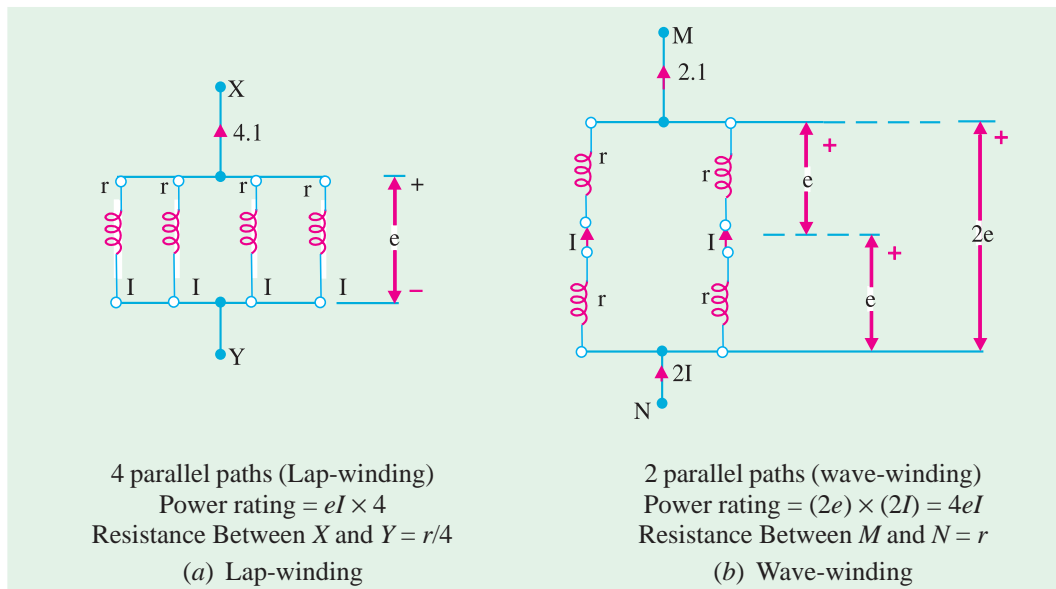 X
4.1
r r r r
+
e
I I I I
−
Y
M
2.1
r r
e
+
+
I I
2e
+
r r
e
2I
N
4 parallel paths (Lap-winding)
Power rating = eI × 4
Resistance Between X and Y = r/4
(a) Lap-winding
2 parallel paths (wave-winding)
Power rating = (2e) × (2I) = 4eI
Resistance Between M and N = r
(b) Wave-winding